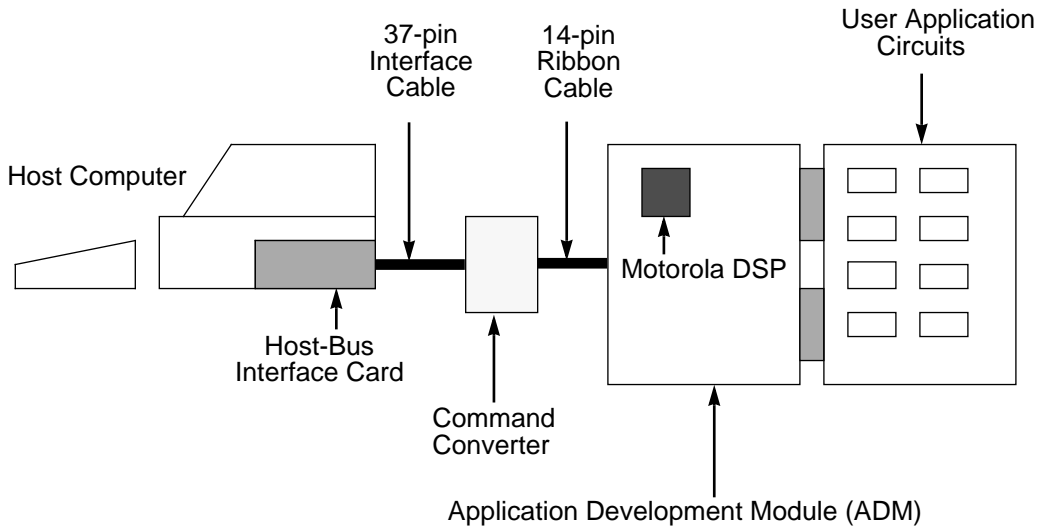 37-pin
Interface
Cable
14-pin
Ribbon
Cable
User Application
Circuits
Host Computer
Motorola DSP
Host-Bus
Interface Card
Command
Converter
Application Development Module (ADM)